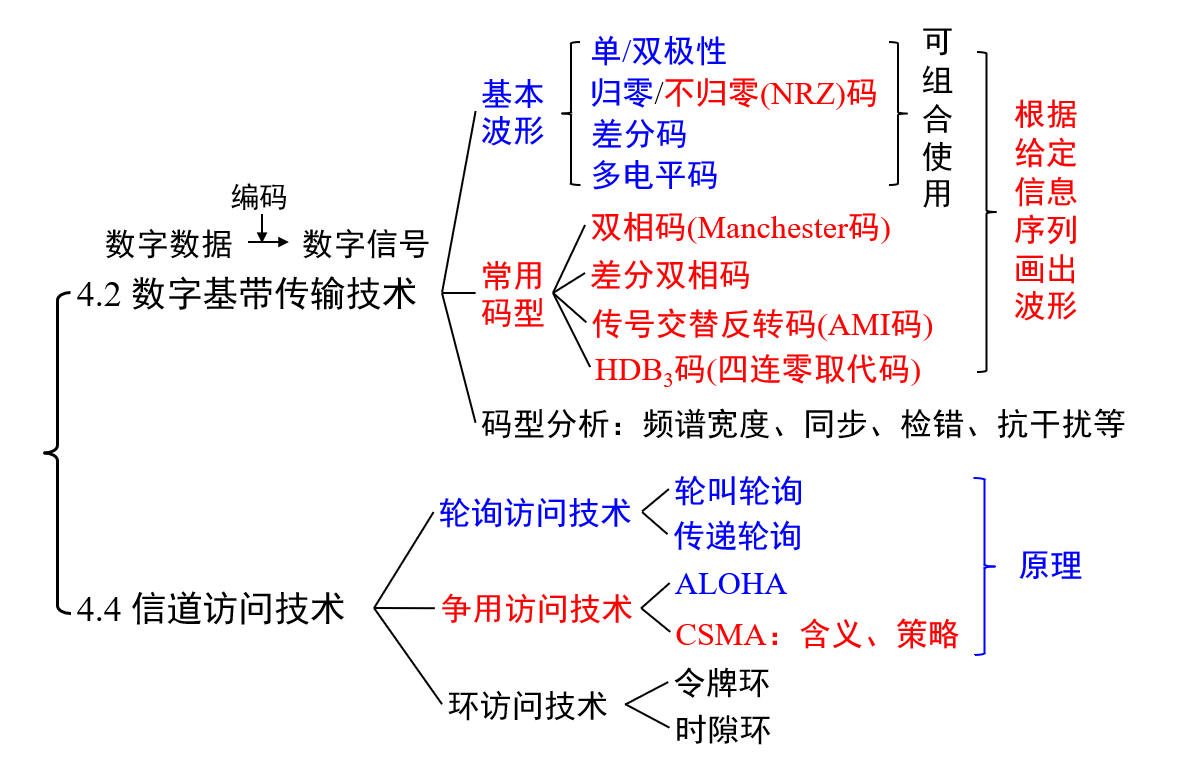 单/双极性
归零/不归零(NRZ)码
差分码
多电平码
基本
波形
可
组
合
使
用
根据
给定
信息
序列
画出
波形
编码
数字数据
数字信号
4.2 数字基带传输技术
常用
码型
双相码(Manchester码)
差分双相码
传号交替反转码(AMI码)
HDB₃码(四连零取代码)
码型分析：频谱宽度、同步、检错、抗干扰等
4.4 信道访问技术
轮询访问技术
轮叫轮询
传递轮询
争用访问技术
ALOHA
CSMA：含义、策略
原理
环访问技术
令牌环
时隙环